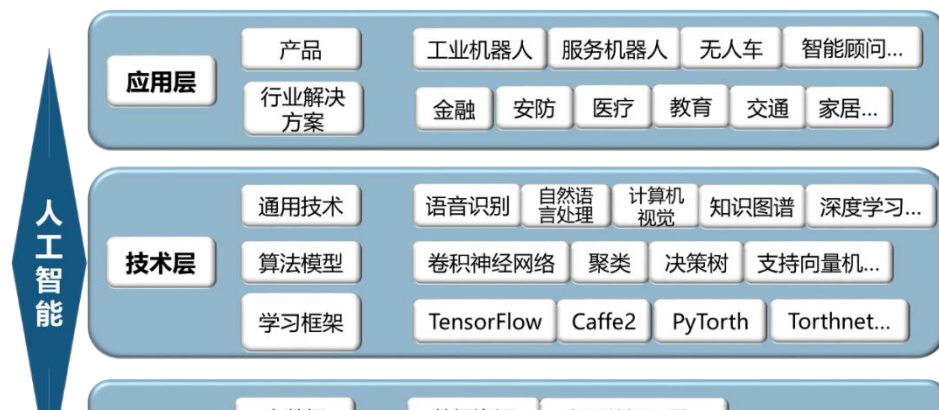 产品
工业机器人 服务机器人 无人车 智能顾问...
应用层
行业解决
方案
金融 安防 医疗 教育 交通 家居...
人工智能
通用技术
语音识别 自然语
言处理 计算机
视觉 知识图谱 深度学习...
技术层
算法模型
卷积神经网络 聚类 决策树 支持向量机...
学习框架
TensorFlow Caffe2 PyTorth Torthnet...